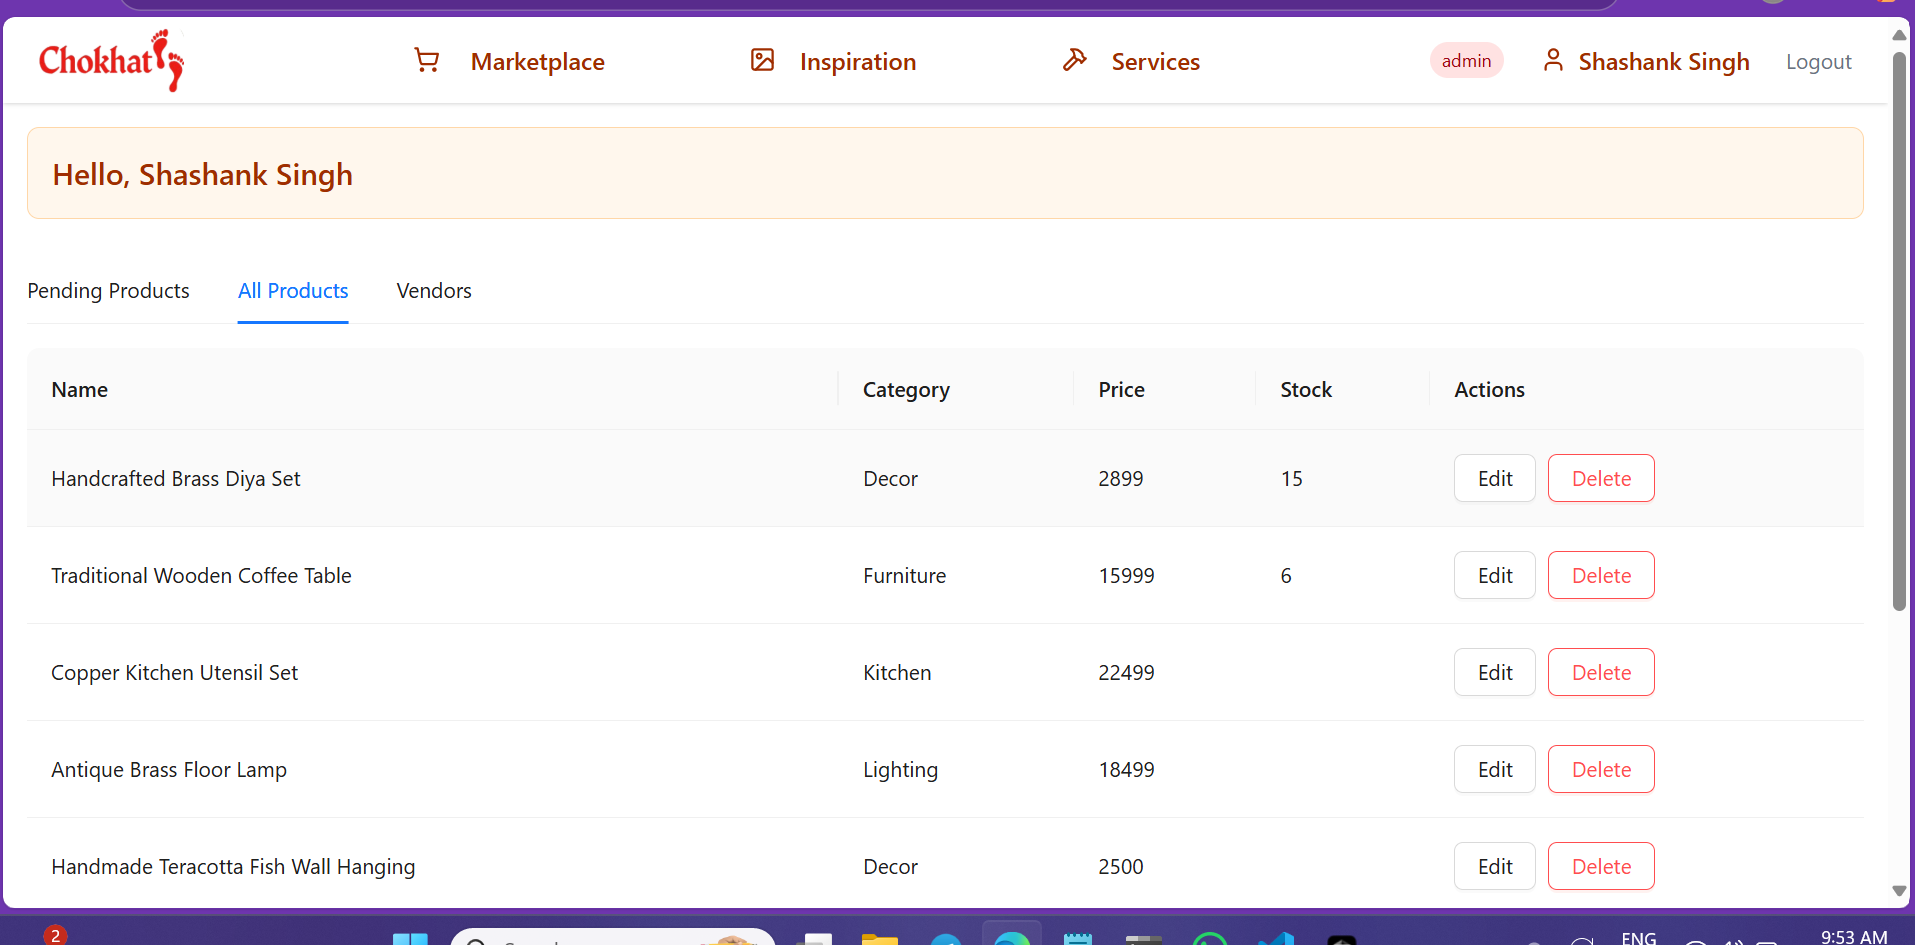 Chokhat
Marketplace
Inspiration
Services
admin
Shashank Singh
Logout
Hello, Shashank Singh
Pending Products
All Products
Vendors
Name Category Price Stock Actions
Handcrafted Brass Diya Set Decor 2899 15 Edit Delete
Traditional Wooden Coffee Table Furniture 15999 6 Edit Delete
Copper Kitchen Utensil Set Kitchen 22499 Edit Delete
Antique Brass Floor Lamp Lighting 18499 Edit Delete
Handmade Teracotta Fish Wall Hanging Decor 2500 Edit Delete
2
ENG
9:53 AM